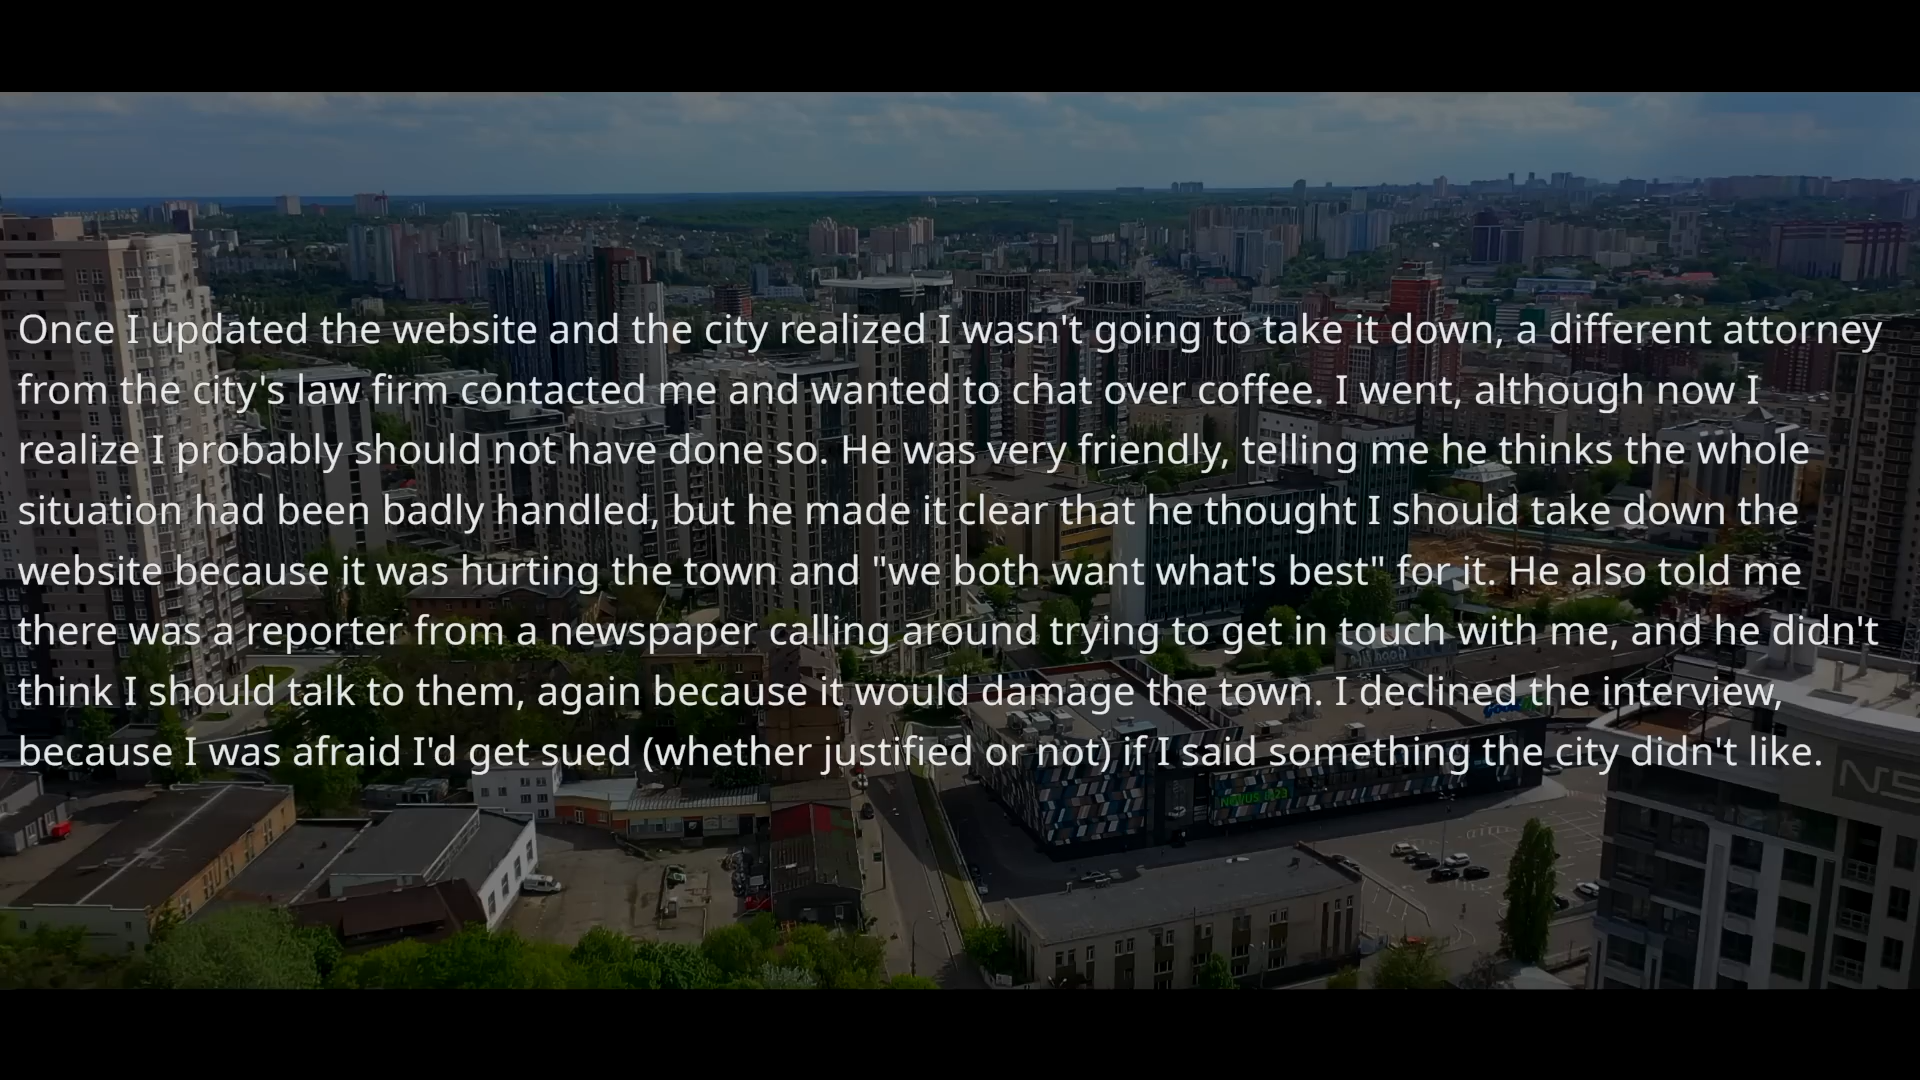 Once I updated the website and the city realized I wasn't going to take it down, a different attorney
from the city's law firm contacted me and wanted to chat over coffee. I went, although now I
realize I probably should not have done so. He was very friendly, telling me he thinks the whole
situation had been badly handled, but he made it clear that he thought I should take down the
website because it was hurting the town and "we both want what's best" for it. He also told me
there was a reporter from a newspaper calling around trying to get in touch with me, and he didn't
think I should talk to them, again because it would damage the town. I declined the interview,
because I was afraid I'd get sued (whether justified or not) if I said something the city didn't like.